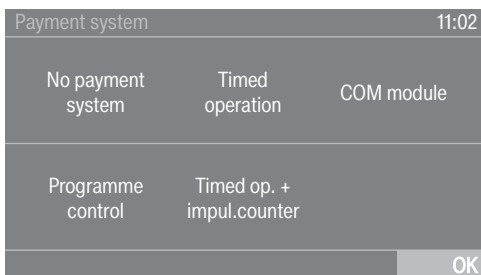 Payment system 11:02
No payment
system
Timed
operation
COM module
Programme
control
Timed op. +
impul.counter
OK